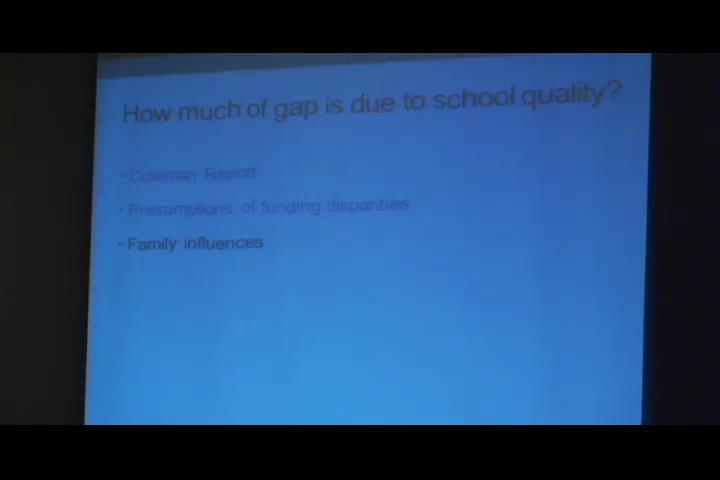 How much of gap is due to school quality?
• Coleman Report
• Presumptions of funding disparities
• Family influences